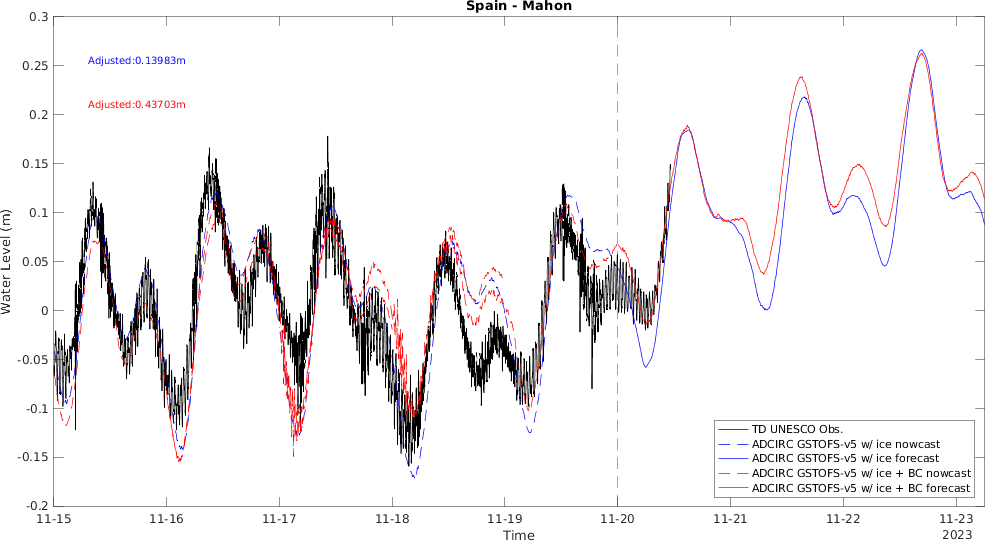 Spain - Mahon
Adjusted:0.13983m
Adjusted:0.43703m
Water Level (m)
0.3
0.25
0.2
0.15
0.1
0.05
0
-0.05
-0.1
-0.15
-0.2
TD UNESCO Obs.
ADCIRC GSTOFS-v5 w/ ice nowcast
ADCIRC GSTOFS-v5 w/ ice forecast
ADCIRC GSTOFS-v5 w/ ice + BC nowcast
ADCIRC GSTOFS-v5 w/ ice + BC forecast
11-15 11-16 11-17 11-18 11-19 11-20 11-21 11-22 11-23
2023
Time